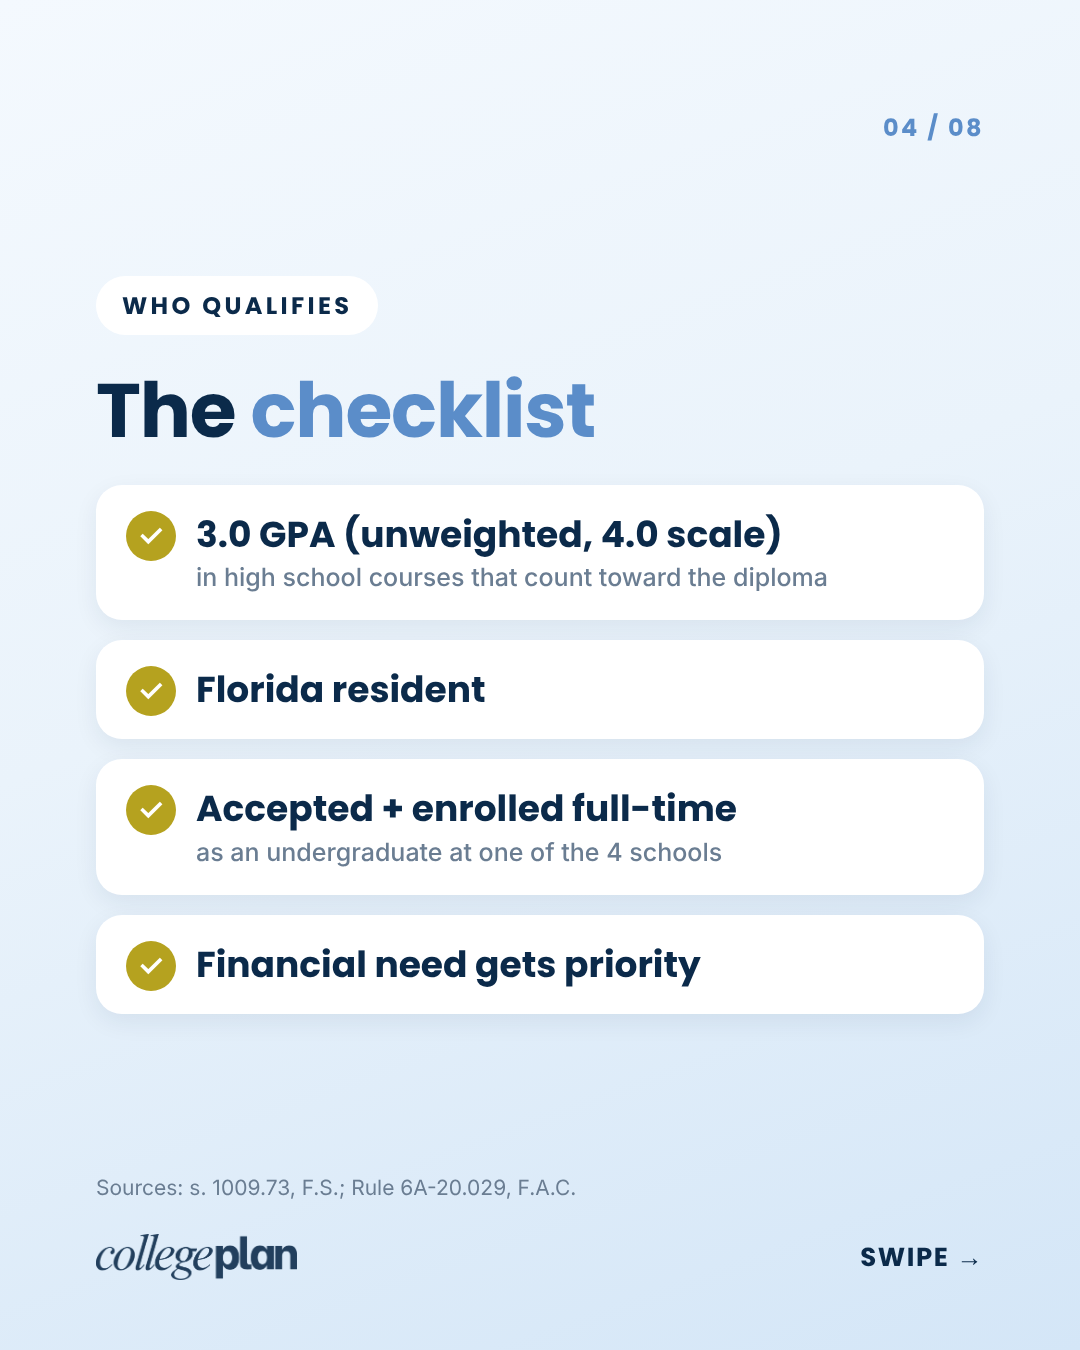 04 / 08
WHO QUALIFIES
The checklist
3.0 GPA (unweighted, 4.0 scale)
in high school courses that count toward the diploma
Florida resident
Accepted + enrolled full-time
as an undergraduate at one of the 4 schools
Financial need gets priority
Sources: s. 1009.73, F.S.; Rule 6A-20.029, F.A.C.
collegeplan
SWIPE →